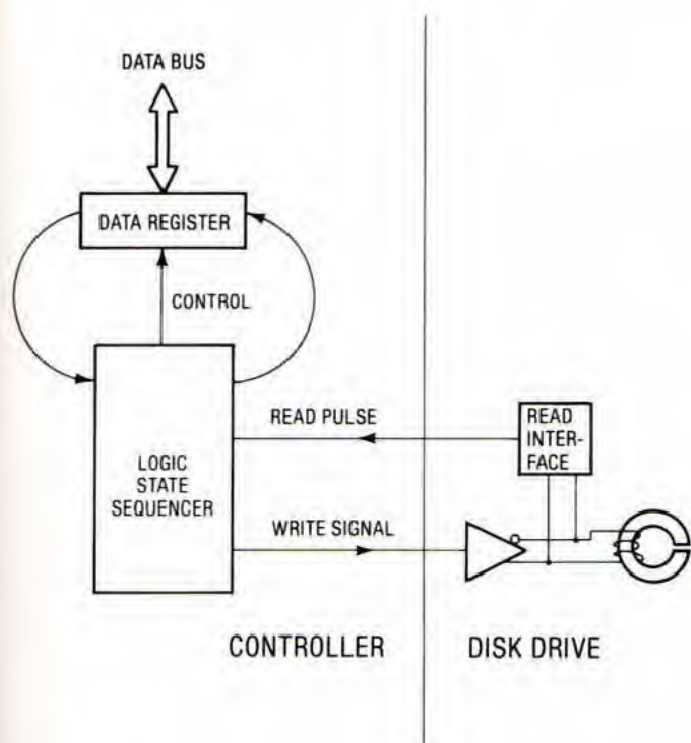 DATA BUS
DATA REGISTER
CONTROL
READ PULSE
READ
INTER-
FACE
LOGIC
STATE
SEQUENCER
WRITE SIGNAL
CONTROLLER
DISK DRIVE